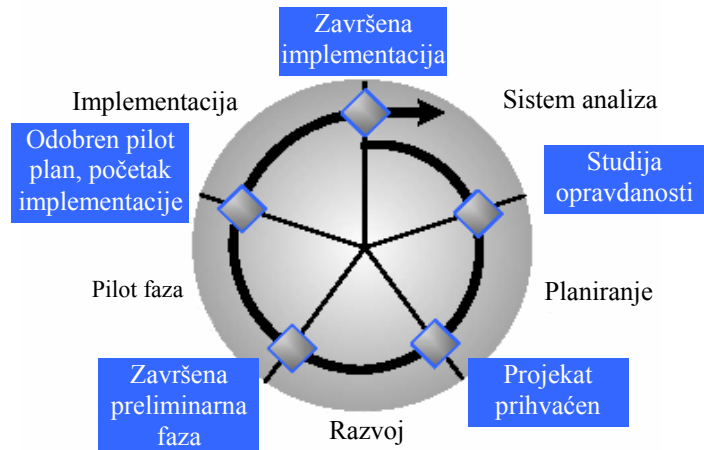 Završena
implementacija
Implementacija
Sistem analiza
Odobren pilot
plan, početak
implementacije
Studija
opravdanosti
Pilot faza
Planiranje
Završena
preliminarna
faza
Projekat
prihvaćen
Razvoj